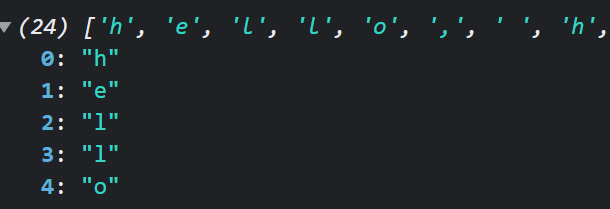 (24) ['h', 'e', 'l', 'l', 'o', ',', ' ', 'h',
0: "h"
1: "e"
2: "l"
3: "l"
4: "o"